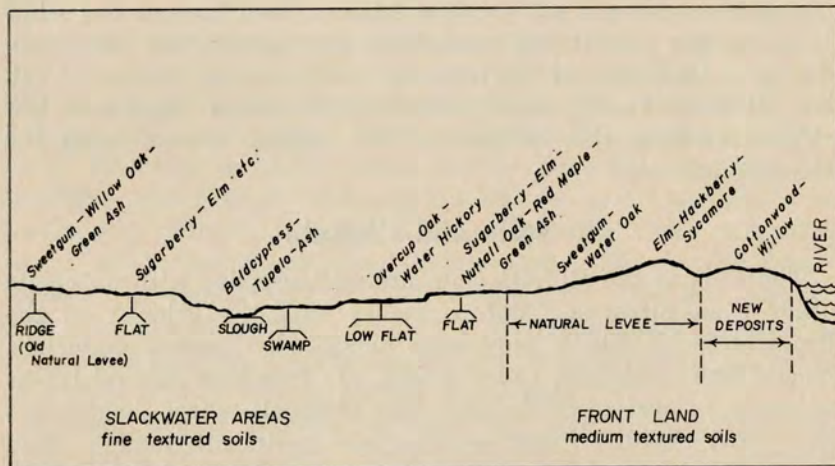 Sweetgum-Willow Oak-
Green Ash
Sugarberry-Elm etc.
Baldcypress-
Tupelo-Ash
Overcup Oak-
Water Hickory
Sugarberry-Elm-
Nuttall Oak-Red Maple-
Green Ash
Sweetgum-
Water Oak
Elm-Hackberry-
Sycamore
Cottonwood-
Willow
RIVER
RIDGE
(Old
Natural Levee)
FLAT
SLOUGH
SWAMP
LOW FLAT
FLAT
NATURAL LEVEE
NEW
DEPOSITS
SLACKWATER AREAS
fine textured soils
FRONT LAND
medium textured soils